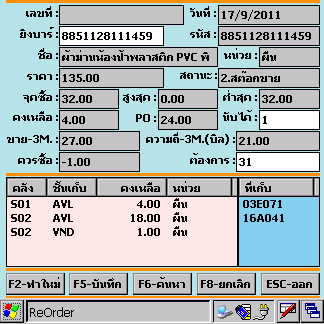 เลขที่ : วันที่ : 17/9/2011
ยิงบาร์ : 8851128111459 รหัส : 8851128111459
ชื่อ : ผ้าม่านห้องน้ำพลาสติก PVC พิ หน่วย : ผืน
ราคา : 135.00 สถานะ: 2.สต๊อกขาย
จุดซื้อ : 32.00 สูงสุด : 0.00 ต่ำสุด : 32.00
คงเหลือ : 4.00 PO : 24.00 นับได้ : 1
ขาย-3M. : 27.00 ความถี่-3M.(บิล) : 21.00
ควรซื้อ : -1.00 ต้องการ : 31
คลัง ชั้นเก็บ คงเหลือ หน่วย ที่เก็บ
S01 AVL 4.00 ผืน 03E071
S02 AVL 18.00 ผืน 16A041
S02 VND 1.00 ผืน
F2-ทำใหม่ F5-บันทึก F6-ค้นหา F8-ยกเลิก ESC-ออก
ReOrder